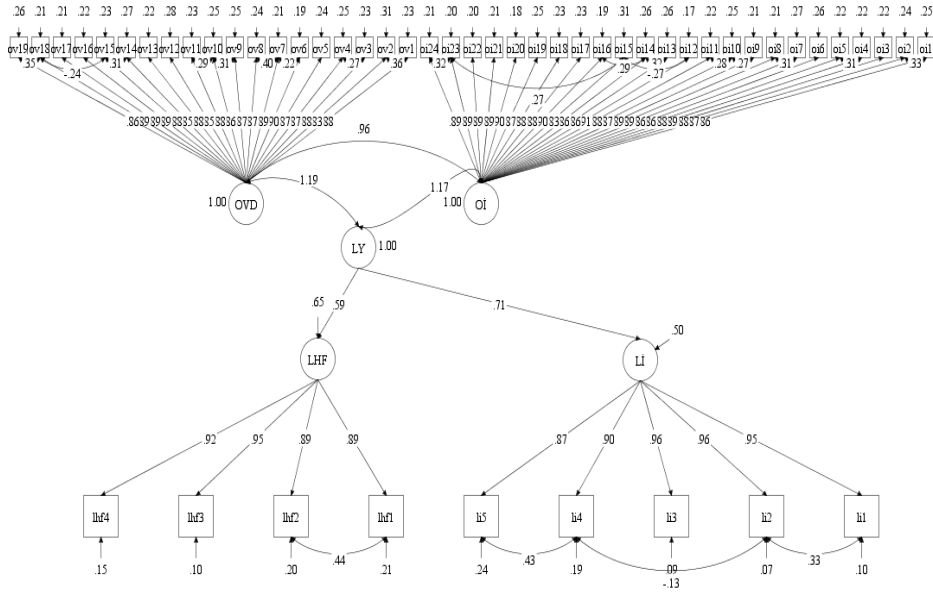 .26 .21 .21 .22 .23 .27 .22 .28 .23 .25 .25 .24 .21 .19 .24 .25 .23 .31 .23 .21 .20 .20 .21 .18 .25 .23 .23 .19 .31 .26 .26 .17 .22 .25 .21 .21 .27 .26 .22 .22 .22 .24 .25
ov19 ov18 ov17 ov16 ov15 ov14 ov13 ov12 ov11 ov10 ov9 ov8 ov7 ov6 ov5 ov4 ov3 ov2 ov1 oi24 oi23 oi22 oi21 oi20 oi19 oi18 oi17 oi16 oi15 oi14 oi13 oi12 oi11 oi10 oi9 oi8 oi7 oi6 oi5 oi4 oi3 oi2 oi1
.35 .31 .29 .31 .40 .22 .27 .36 .32 .29 -.27 .28 .27 .31 .31 .31 .33
-.24
.27
.96
1.19 1.17
1.00 OVD 1.00 Oİ
LY 1.00
.65 .59 .71
.50
LHF Lİ
.92 .95 .89 .89 .87 .90 .96 .96 .95
lhf4 lhf3 lhf2 lhf1 li5 li4 li3 li2 li1
.44 .43 .33
.15 .10 .20 .21 .24 .19 .09 .07 .10
-.13